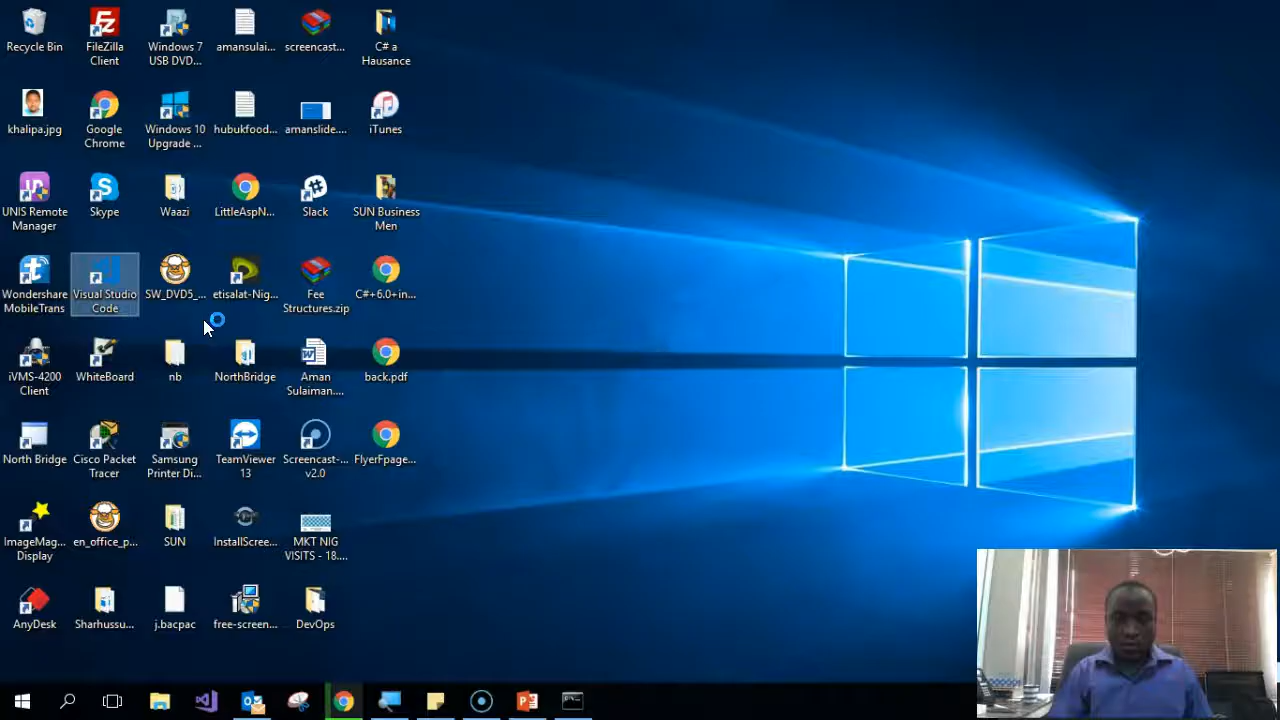 Recycle Bin
FileZilla
Client
Windows 7
USB DVD...
amansulai...
screencast...
C# a
Hausance
khalipa.jpg
Google
Chrome
Windows 10
Upgrade ...
hubukfood...
amanslide....
iTunes
UNIS Remote
Manager
Skype
Waazi
LittleAspN...
Slack
SUN Business
Men
Wondershare
MobileTrans
Visual Studio
Code
SW_DVD5_...
etisalat-Nig...
Fee
Structures.zip
C#+6.0+in...
iVMS-4200
Client
WhiteBoard
nb
NorthBridge
Aman
Sulaiman....
back.pdf
North Bridge
Cisco Packet
Tracer
Samsung
Printer Di...
TeamViewer
13
Screencast-...
v2.0
FlyerFpage...
ImageMag...
Display
en_office_p...
SUN
InstallScree...
MKT NIG
VISITS - 18....
AnyDesk
Sharhussu...
j.bacpac
free-screen...
DevOps